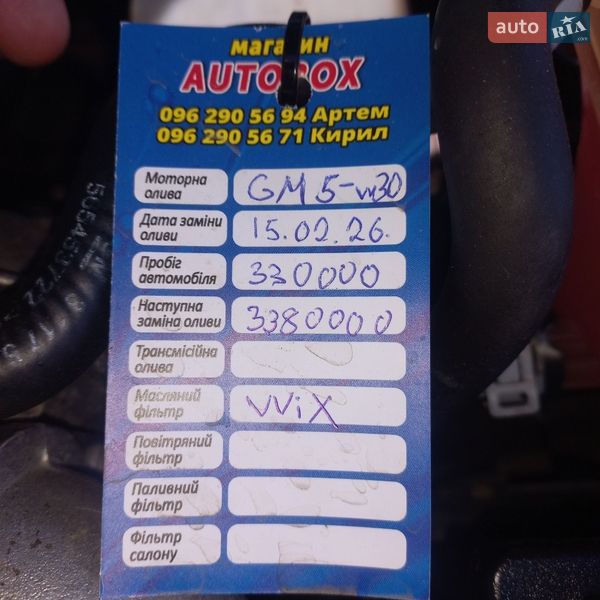 auto RIA .com
магазин
AUTOBOX
096 290 56 94 Артем
096 290 56 71 Кирил
Моторна олива GM 5-w30
Дата заміни оливи 15.02.26.
Пробіг автомобіля 330000
Наступна заміна оливи 3380000
Трансмісійна олива
Масляний фільтр VViX
Повітряний фільтр
Паливний фільтр
Фільтр салону